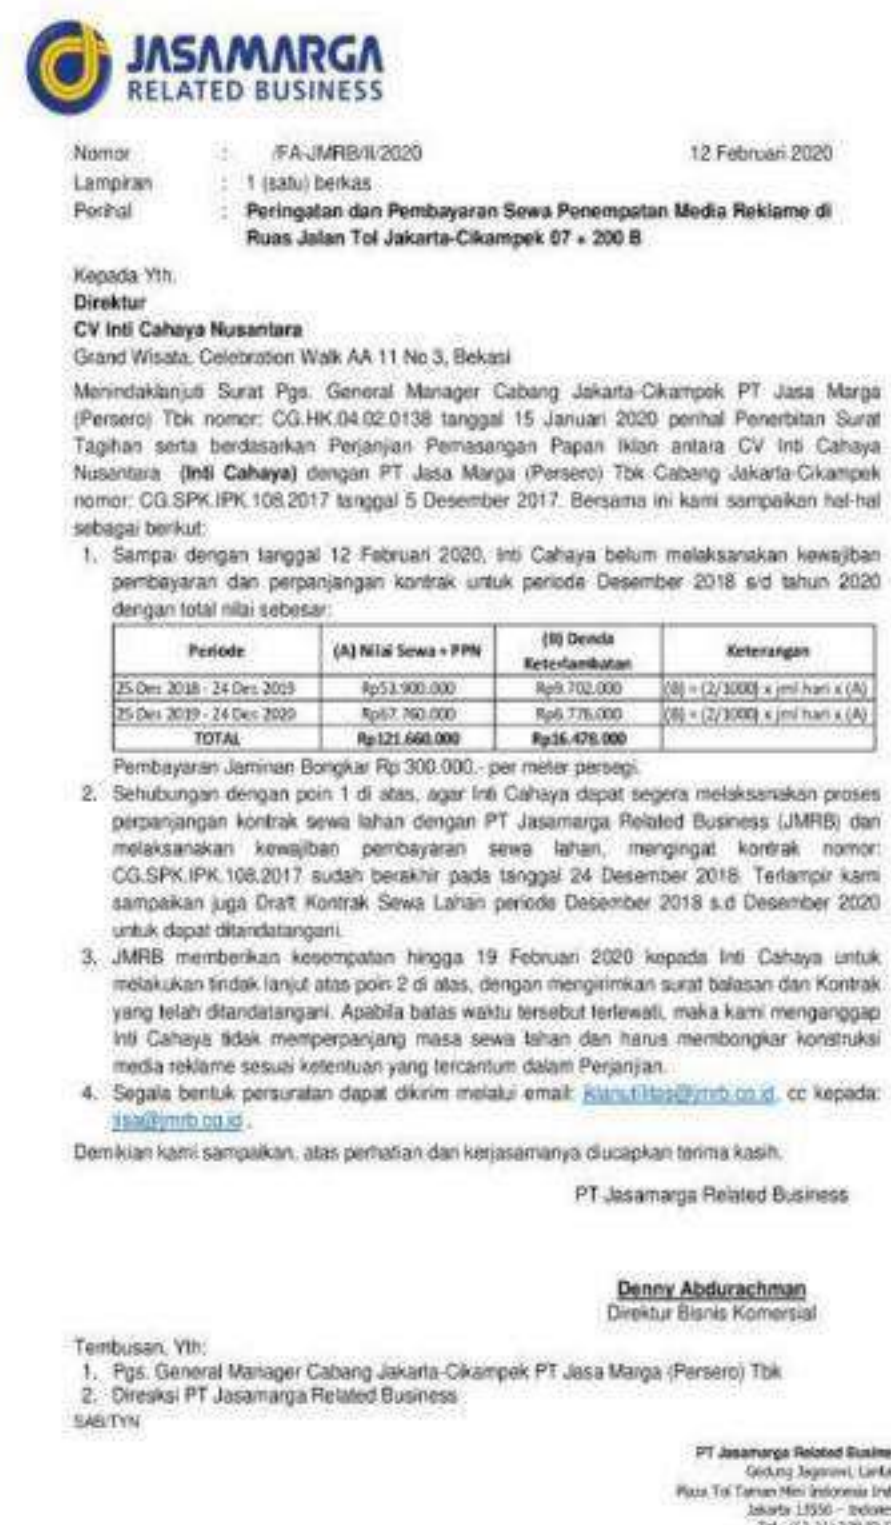 JASAMARGA
RELATED BUSINESS
Nomor : /FA-JMRB/II/2020 12 Februari 2020
Lampiran : 1 (satu) berkas
Perihal : Peringatan dan Pembayaran Sewa Penempatan Media Reklame di
Ruas Jalan Tol Jakarta-Cikampek 07 + 200 B
Kepada Yth.
Direktur
CV Inti Cahaya Nusantara
Grand Wisata, Celebration Walk AA 11 No 3, Bekasi
Menindaklanjuti Surat Pgs. General Manager Cabang Jakarta-Cikampek PT Jasa Marga
(Persero) Tbk nomor: CG.HK.04.02.0138 tanggal 15 Januari 2020 perihal Penerbitan Surat
Tagihan serta berdasarkan Perjanjian Pemasangan Papan Iklan antara CV Inti Cahaya
Nusantara (Inti Cahaya) dengan PT Jasa Marga (Persero) Tbk Cabang Jakarta-Cikampek
nomor: CG.SPK.IPK.108.2017 tanggal 5 Desember 2017. Bersama ini kami sampaikan hal-hal
sebagai berikut:
1. Sampai dengan tanggal 12 Februari 2020, Inti Cahaya belum melaksanakan kewajiban
pembayaran dan perpanjangan kontrak untuk periode Desember 2018 s/d tahun 2020
dengan total nilai sebesar:
Periode (A) Nilai Sewa + PPN (B) Denda Keterlambatan Keterangan
25 Des 2018 - 24 Des 2019 Rp53.900.000 Rp9.702.000 (B) = (2/1000) x jml hari x (A)
25 Des 2019 - 24 Des 2020 Rp67.760.000 Rp6.776.000 (B) = (2/1000) x jml hari x (A)
TOTAL Rp121.660.000 Rp16.478.000
Pembayaran Jaminan Bongkar Rp 300.000,- per meter persegi.
2. Sehubungan dengan poin 1 di atas, agar Inti Cahaya dapat segera melaksanakan proses
perpanjangan kontrak sewa lahan dengan PT Jasamarga Related Business (JMRB) dan
melaksanakan kewajiban pembayaran sewa lahan, mengingat kontrak nomor:
CG.SPK.IPK.108.2017 sudah berakhir pada tanggal 24 Desember 2018. Terlampir kami
sampaikan juga Draft Kontrak Sewa Lahan periode Desember 2018 s.d Desember 2020
untuk dapat ditandatangani.
3. JMRB memberikan kesempatan hingga 19 Februari 2020 kepada Inti Cahaya untuk
melakukan tindak lanjut atas poin 2 di atas, dengan mengirimkan surat balasan dan Kontrak
yang telah ditandatangani. Apabila batas waktu tersebut terlewati, maka kami menganggap
Inti Cahaya tidak memperpanjang masa sewa lahan dan harus membongkar konstruksi
media reklame sesuai ketentuan yang tercantum dalam Perjanjian.
4. Segala bentuk persuratan dapat dikirim melalui email: iklanutilitas@jmrb.co.id, cc kepada:
@jmrb.co.id .
Demikian kami sampaikan, atas perhatian dan kerjasamanya diucapkan terima kasih.
PT Jasamarga Related Business
Denny Abdurachman
Direktur Bisnis Komersial
Tembusan, Yth:
1. Pgs. General Manager Cabang Jakarta-Cikampek PT Jasa Marga (Persero) Tbk
2. Direksi PT Jasamarga Related Business
SAB/TYN
PT Jasamarga Related Busine
Gedung Jagorawi, Lanta
Plaza Tol Taman Mini Indonesia Ind
Jakarta 13550 – Indone